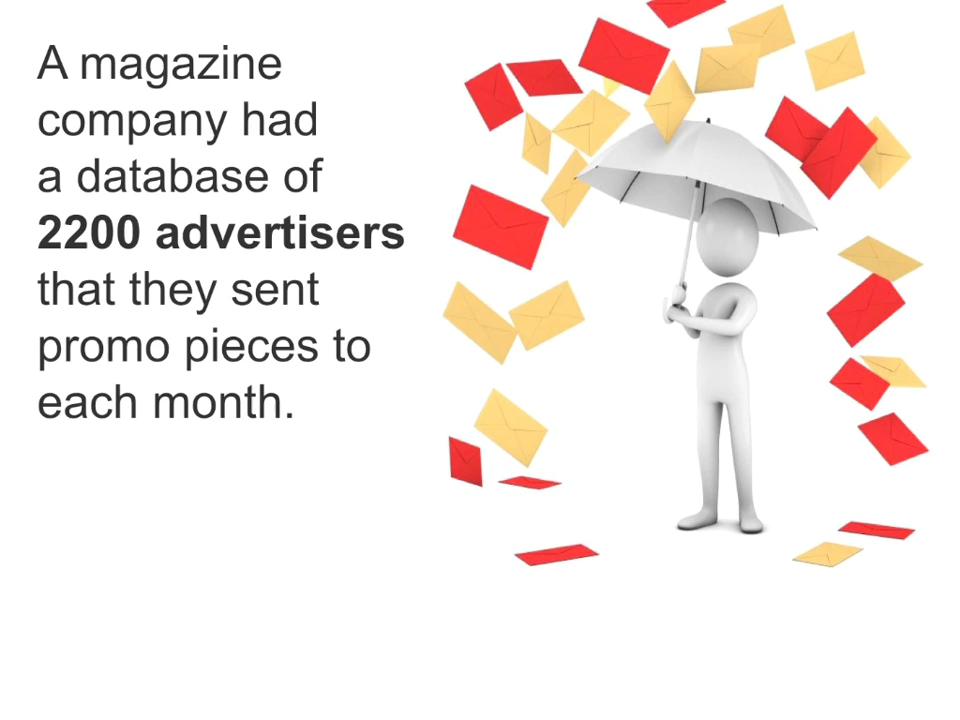 A magazine
company had
a database of
2200 advertisers
that they sent
promo pieces to
each month.